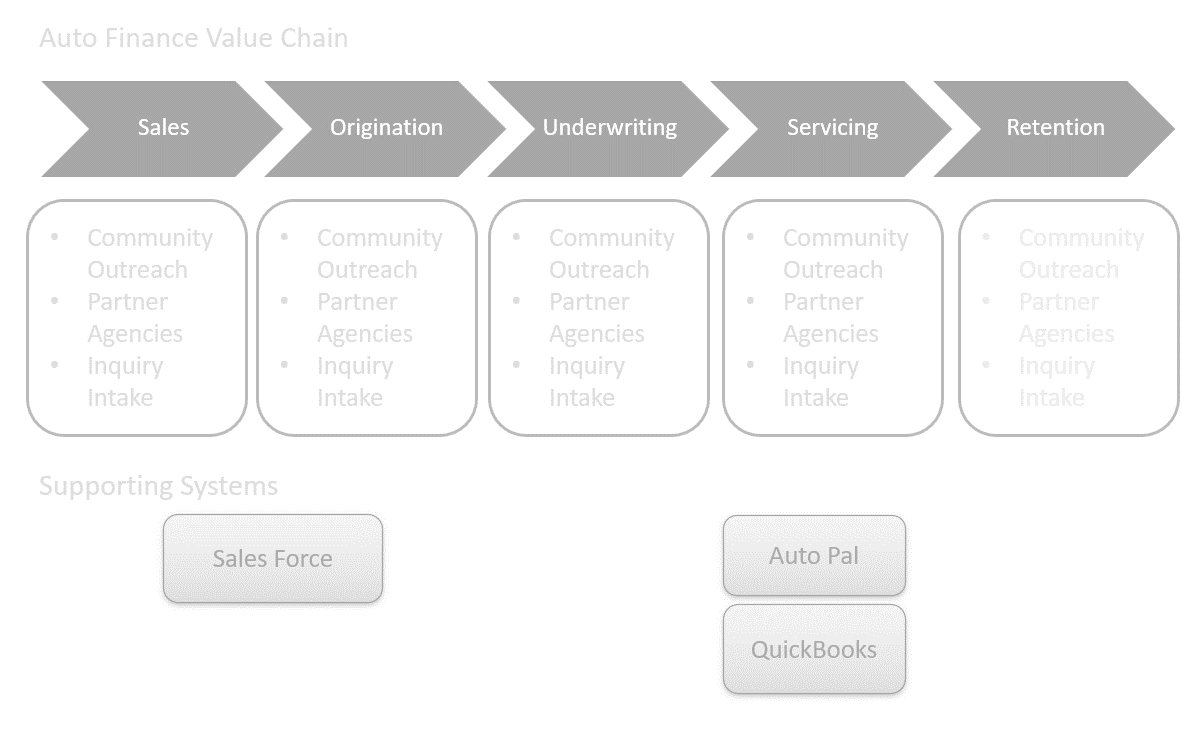 Auto Finance Value Chain
Sales
Origination
Underwriting
Servicing
Retention
• Community
Outreach
• Partner
Agencies
• Inquiry
Intake
• Community
Outreach
• Partner
Agencies
• Inquiry
Intake
• Community
Outreach
• Partner
Agencies
• Inquiry
Intake
• Community
Outreach
• Partner
Agencies
• Inquiry
Intake
• Community
Outreach
• Partner
Agencies
• Inquiry
Intake
Supporting Systems
Sales Force
Auto Pal
QuickBooks